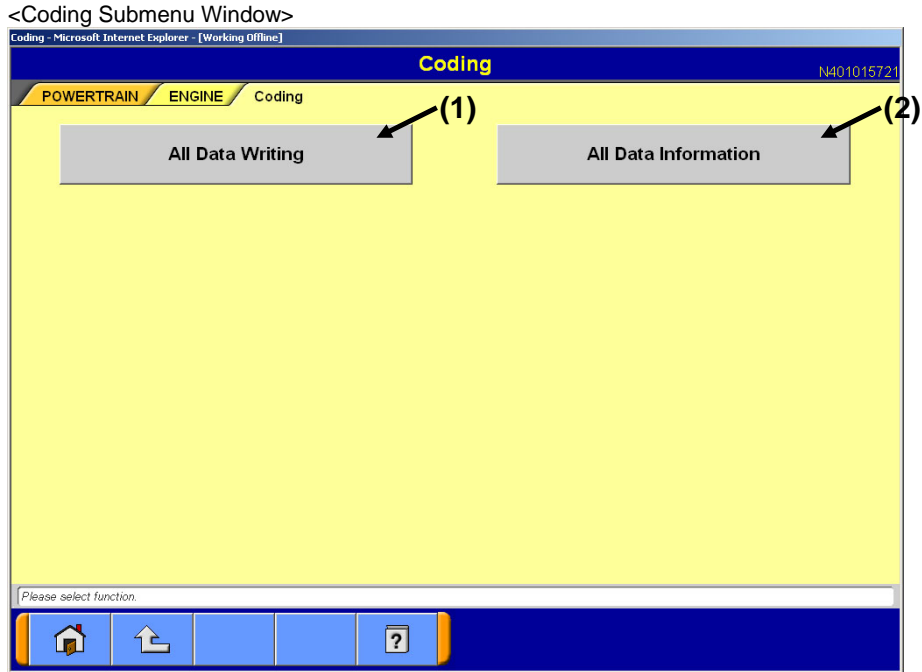 <Coding Submenu Window>
Coding - Microsoft Internet Explorer - [Working Offline]
Coding
N401015721
POWERTRAIN ENGINE Coding
(1) (2)
All Data Writing All Data Information
Please select function.
?